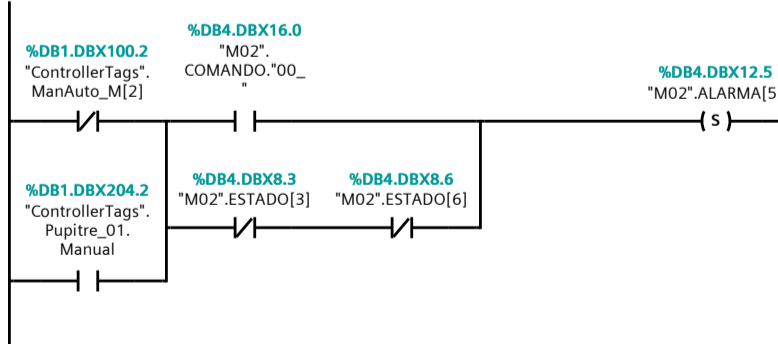 %DB1.DBX100.2
"ControllerTags".
ManAuto_M[2]
%DB4.DBX16.0
"M02".
COMANDO."00_
"
%DB4.DBX12.5
"M02".ALARMA[5
S
%DB1.DBX204.2
"ControllerTags".
Pupitre_01.
Manual
%DB4.DBX8.3
"M02".ESTADO[3]
%DB4.DBX8.6
"M02".ESTADO[6]